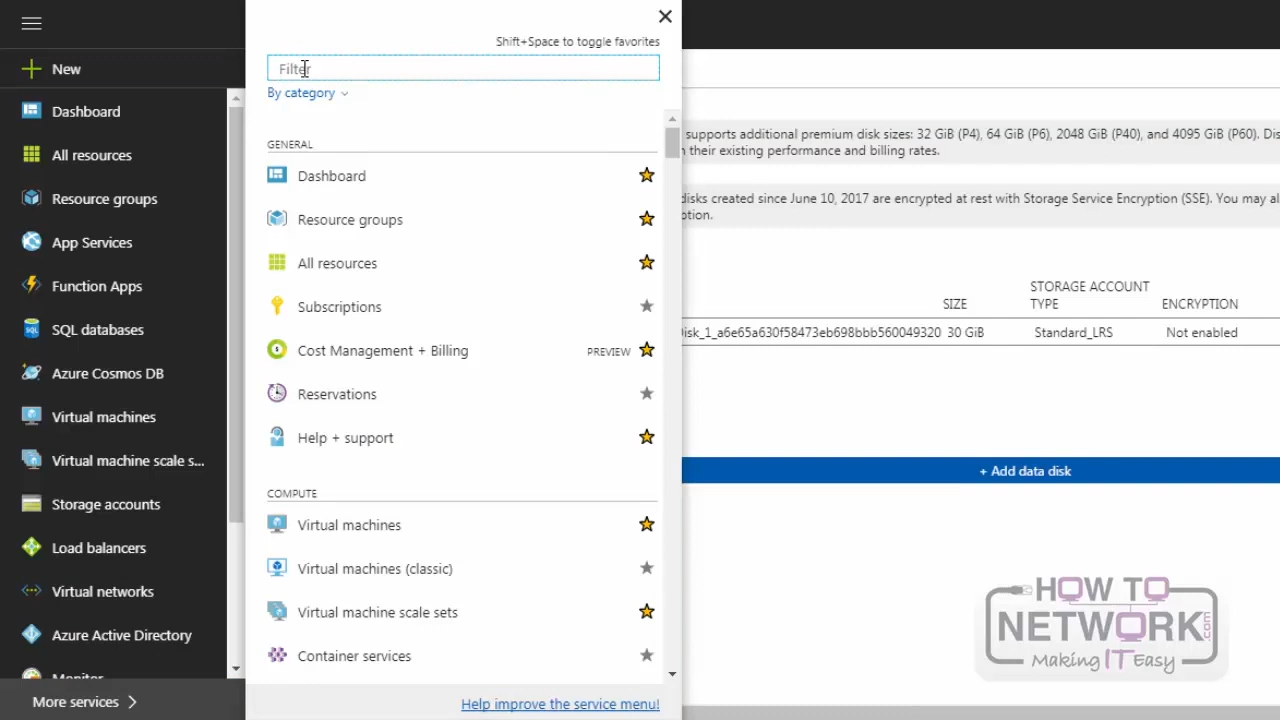 New
Dashboard
All resources
Resource groups
App Services
Function Apps
SQL databases
Azure Cosmos DB
Virtual machines
Virtual machine scale s...
Storage accounts
Load balancers
Virtual networks
Azure Active Directory
Monitor
More services
Shift+Space to toggle favorites
Filter
By category
GENERAL
Dashboard
Resource groups
All resources
Subscriptions
Cost Management + Billing PREVIEW
Reservations
Help + support
COMPUTE
Virtual machines
Virtual machines (classic)
Virtual machine scale sets
Container services
Help improve the service menu!
supports additional premium disk sizes: 32 GiB (P4), 64 GiB (P6), 2048 GiB (P40), and 4095 GiB (P60). Di
their existing performance and billing rates.
disks created since June 10, 2017 are encrypted at rest with Storage Service Encryption (SSE). You may al
ption.
SIZE STORAGE ACCOUNT TYPE ENCRYPTION
isk_1_a6e65a630f58473eb698bbb560049320 30 GiB Standard_LRS Not enabled
+ Add data disk
HOW TO
NETWORK.com
Making IT Easy